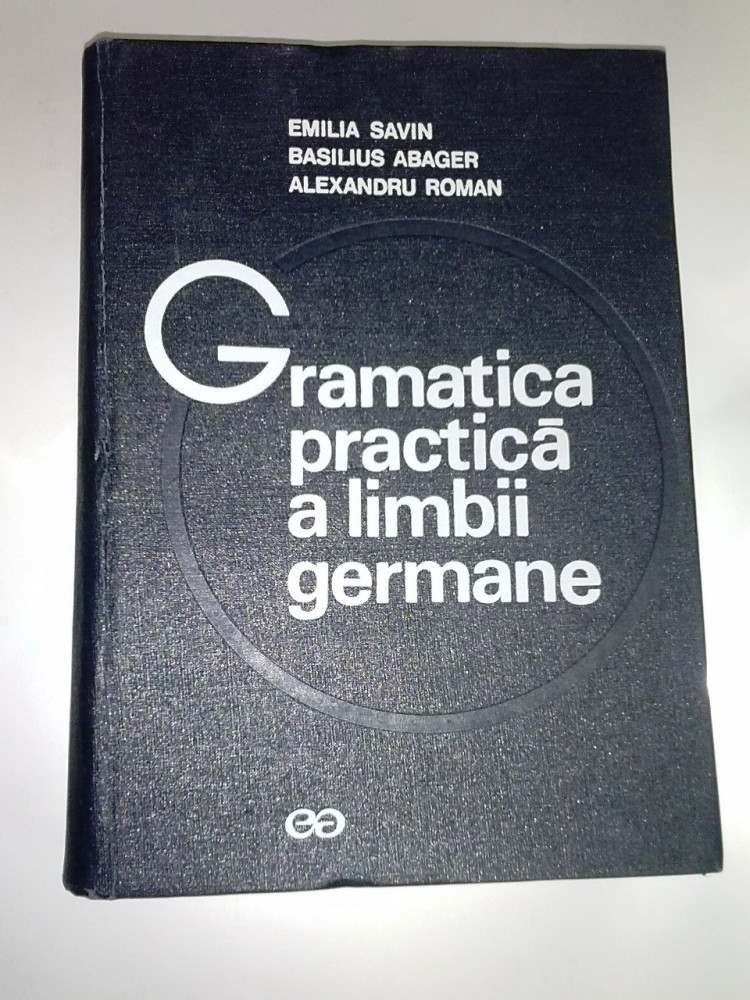 EMILIA SAVIN
BASILIUS ABAGER
ALEXANDRU ROMAN
Gramatica
practică
a limbii
germane